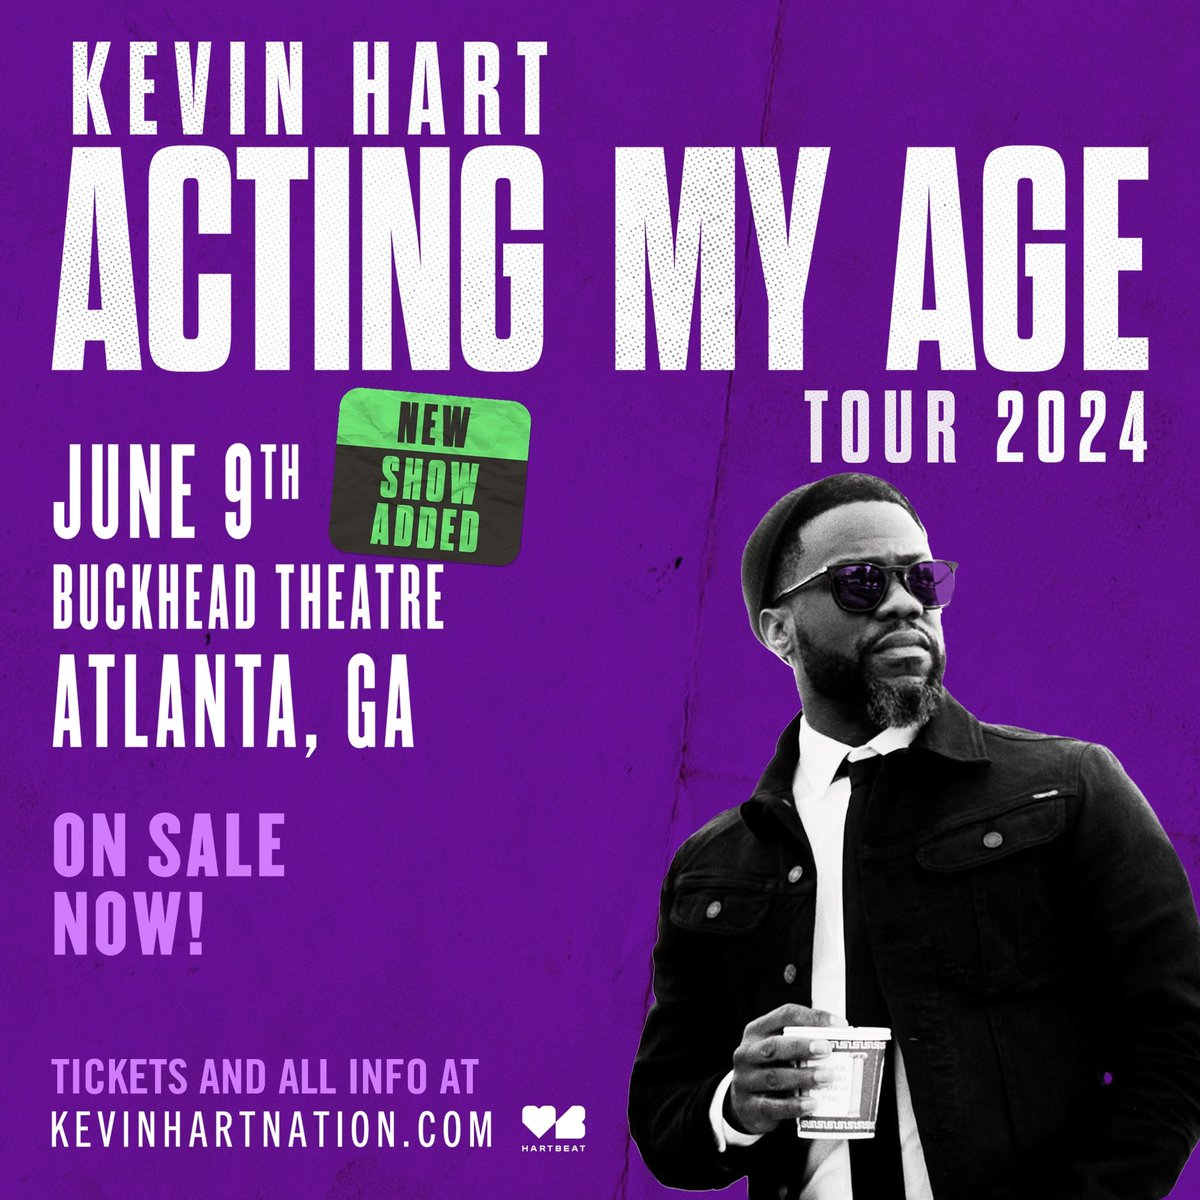 KEVIN HART
ACTING MY AGE
TOUR 2024
NEW
SHOW
ADDED
JUNE 9TH
BUCKHEAD THEATRE
ATLANTA, GA
ON SALE
NOW!
TICKETS AND ALL INFO AT
KEVINHARTNATION.COM
HARTBEAT